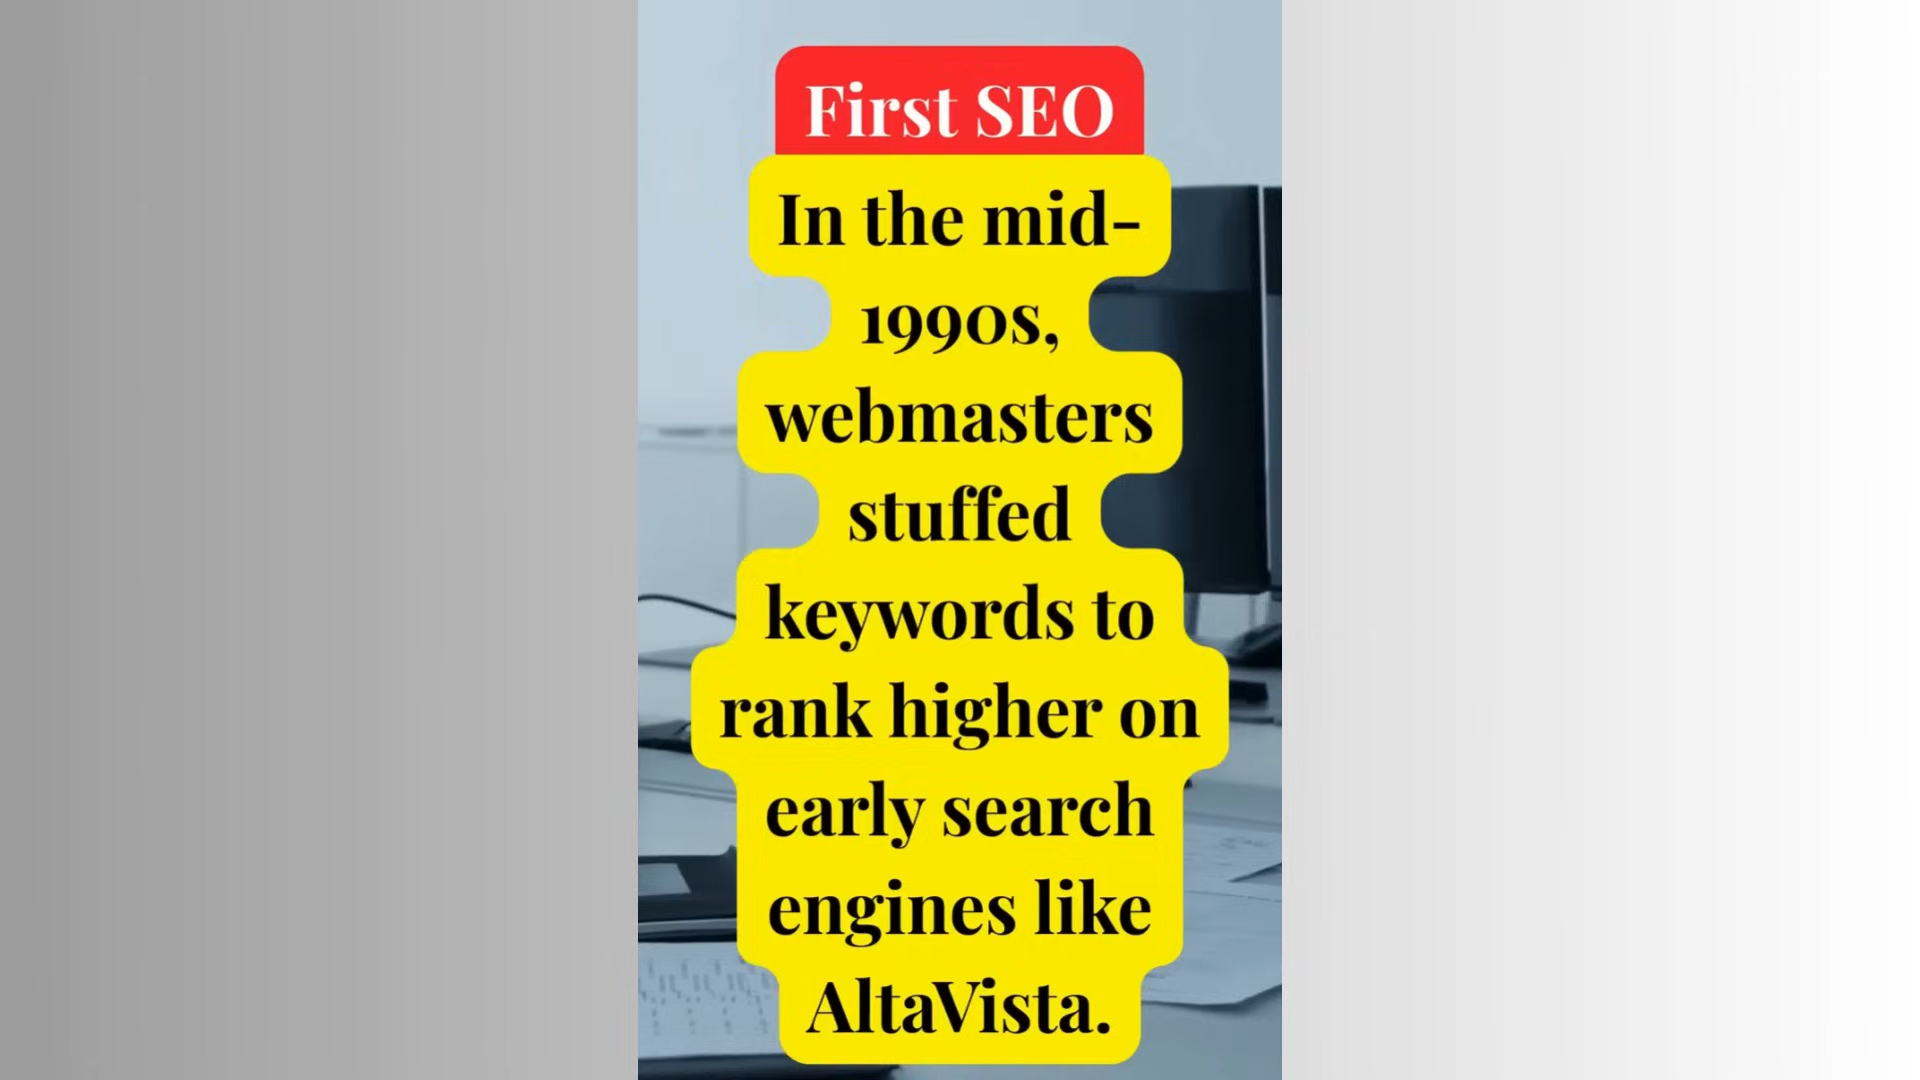 First SEO
In the mid-
1990s,
webmasters
stuffed
keywords to
rank higher on
early search
engines like
AltaVista.